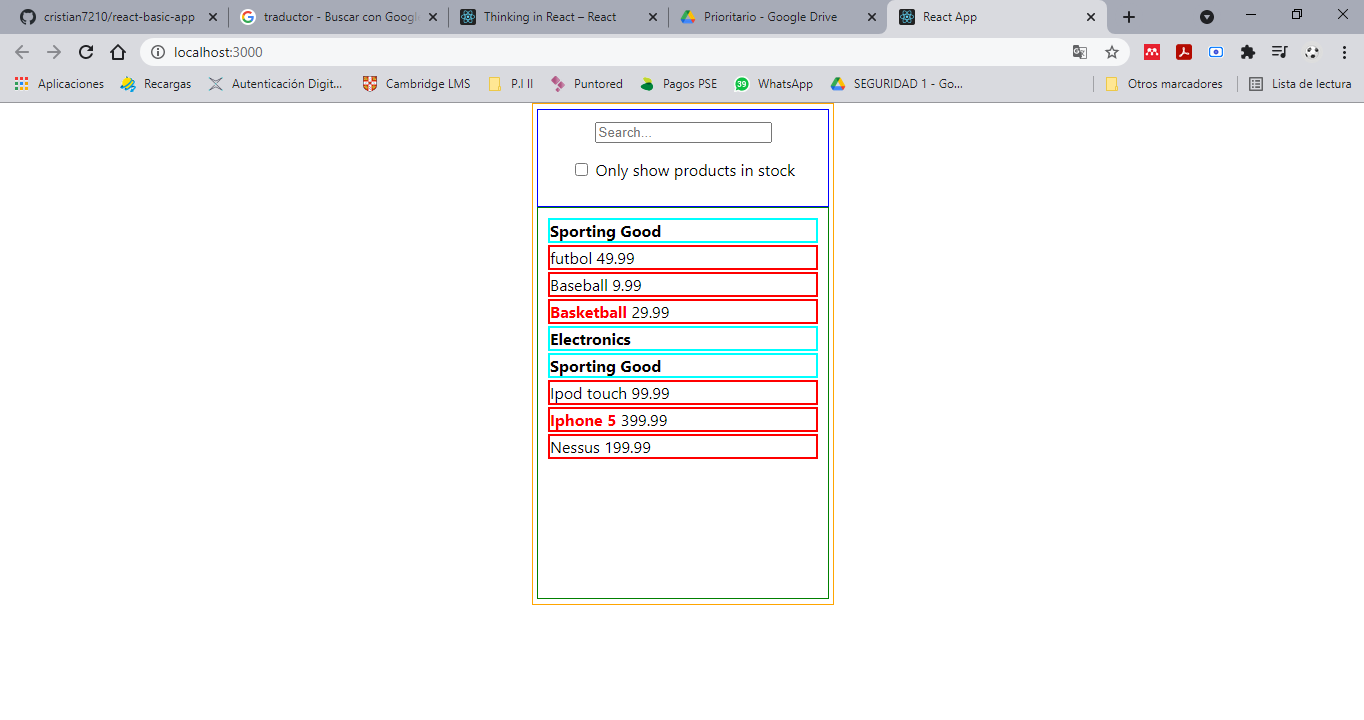 cristian7210/react-basic-app
traductor - Buscar con Googl
Thinking in React – React
Prioritario - Google Drive
React App
localhost:3000
Aplicaciones
Recargas
Autenticación Digit...
Cambridge LMS
P.I II
Puntored
Pagos PSE
39
WhatsApp
SEGURIDAD 1 - Go...
Otros marcadores
Lista de lectura
Search...
Only show products in stock
Sporting Good
futbol 49.99
Baseball 9.99
Basketball 29.99
Electronics
Sporting Good
Ipod touch 99.99
Iphone 5 399.99
Nessus 199.99